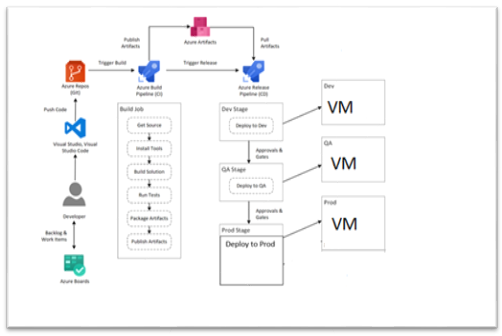 Publish
Artifacts
Azure Artifacts
Pull
Artifacts
Trigger Build
Trigger Release
Azure Repos
(Git)
Azure Build
Pipeline (CI)
Azure Release
Pipeline (CD)
Push Code
Visual Studio, Visual
Studio Code
Developer
Backlog &
Work Items
Azure Boards
Build Job
Get Source
Install Tools
Build Solution
Run Tests
Package Artifacts
Publish Artifacts
Dev Stage
Deploy to Dev
Approvals &
Gates
QA Stage
Deploy to QA
Approvals &
Gates
Prod Stage
Deploy to Prod
Dev
VM
QA
VM
Prod
VM